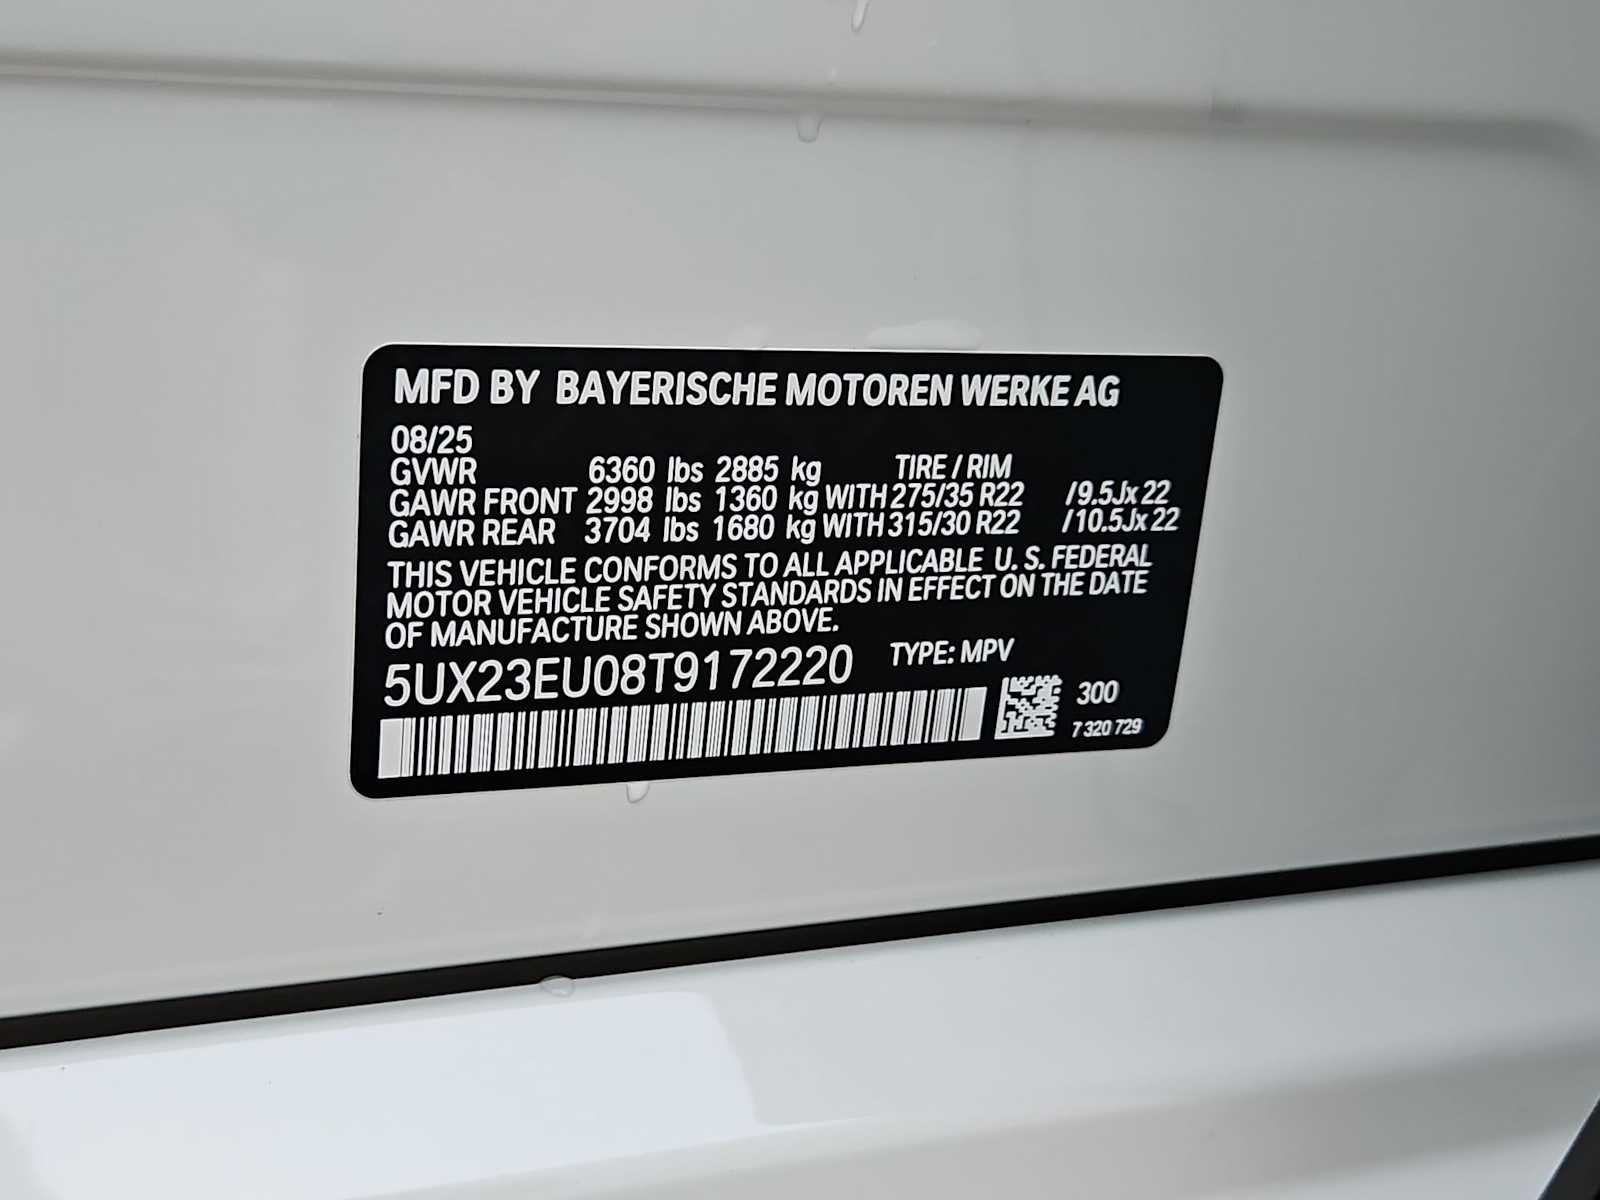 MFD BY BAYERISCHE MOTOREN WERKE AG
08/25
GVWR 6360 lbs 2885 kg TIRE / RIM
GAWR FRONT 2998 lbs 1360 kg WITH 275/35 R22 /9.5Jx 22
GAWR REAR 3704 lbs 1680 kg WITH 315/30 R22 /10.5Jx 22
THIS VEHICLE CONFORMS TO ALL APPLICABLE U. S. FEDERAL
MOTOR VEHICLE SAFETY STANDARDS IN EFFECT ON THE DATE
OF MANUFACTURE SHOWN ABOVE.
5UX23EU08T9172220 TYPE: MPV
300
7 320 729